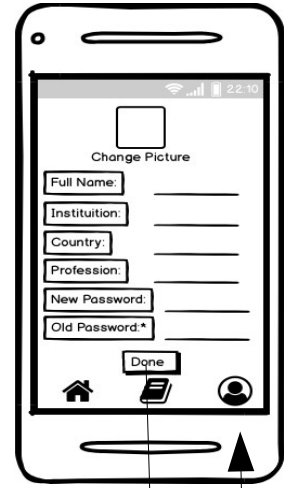 22:10
Change Picture
Full Name:
Instituition:
Country:
Profession:
New Password:
Old Password:*
Done